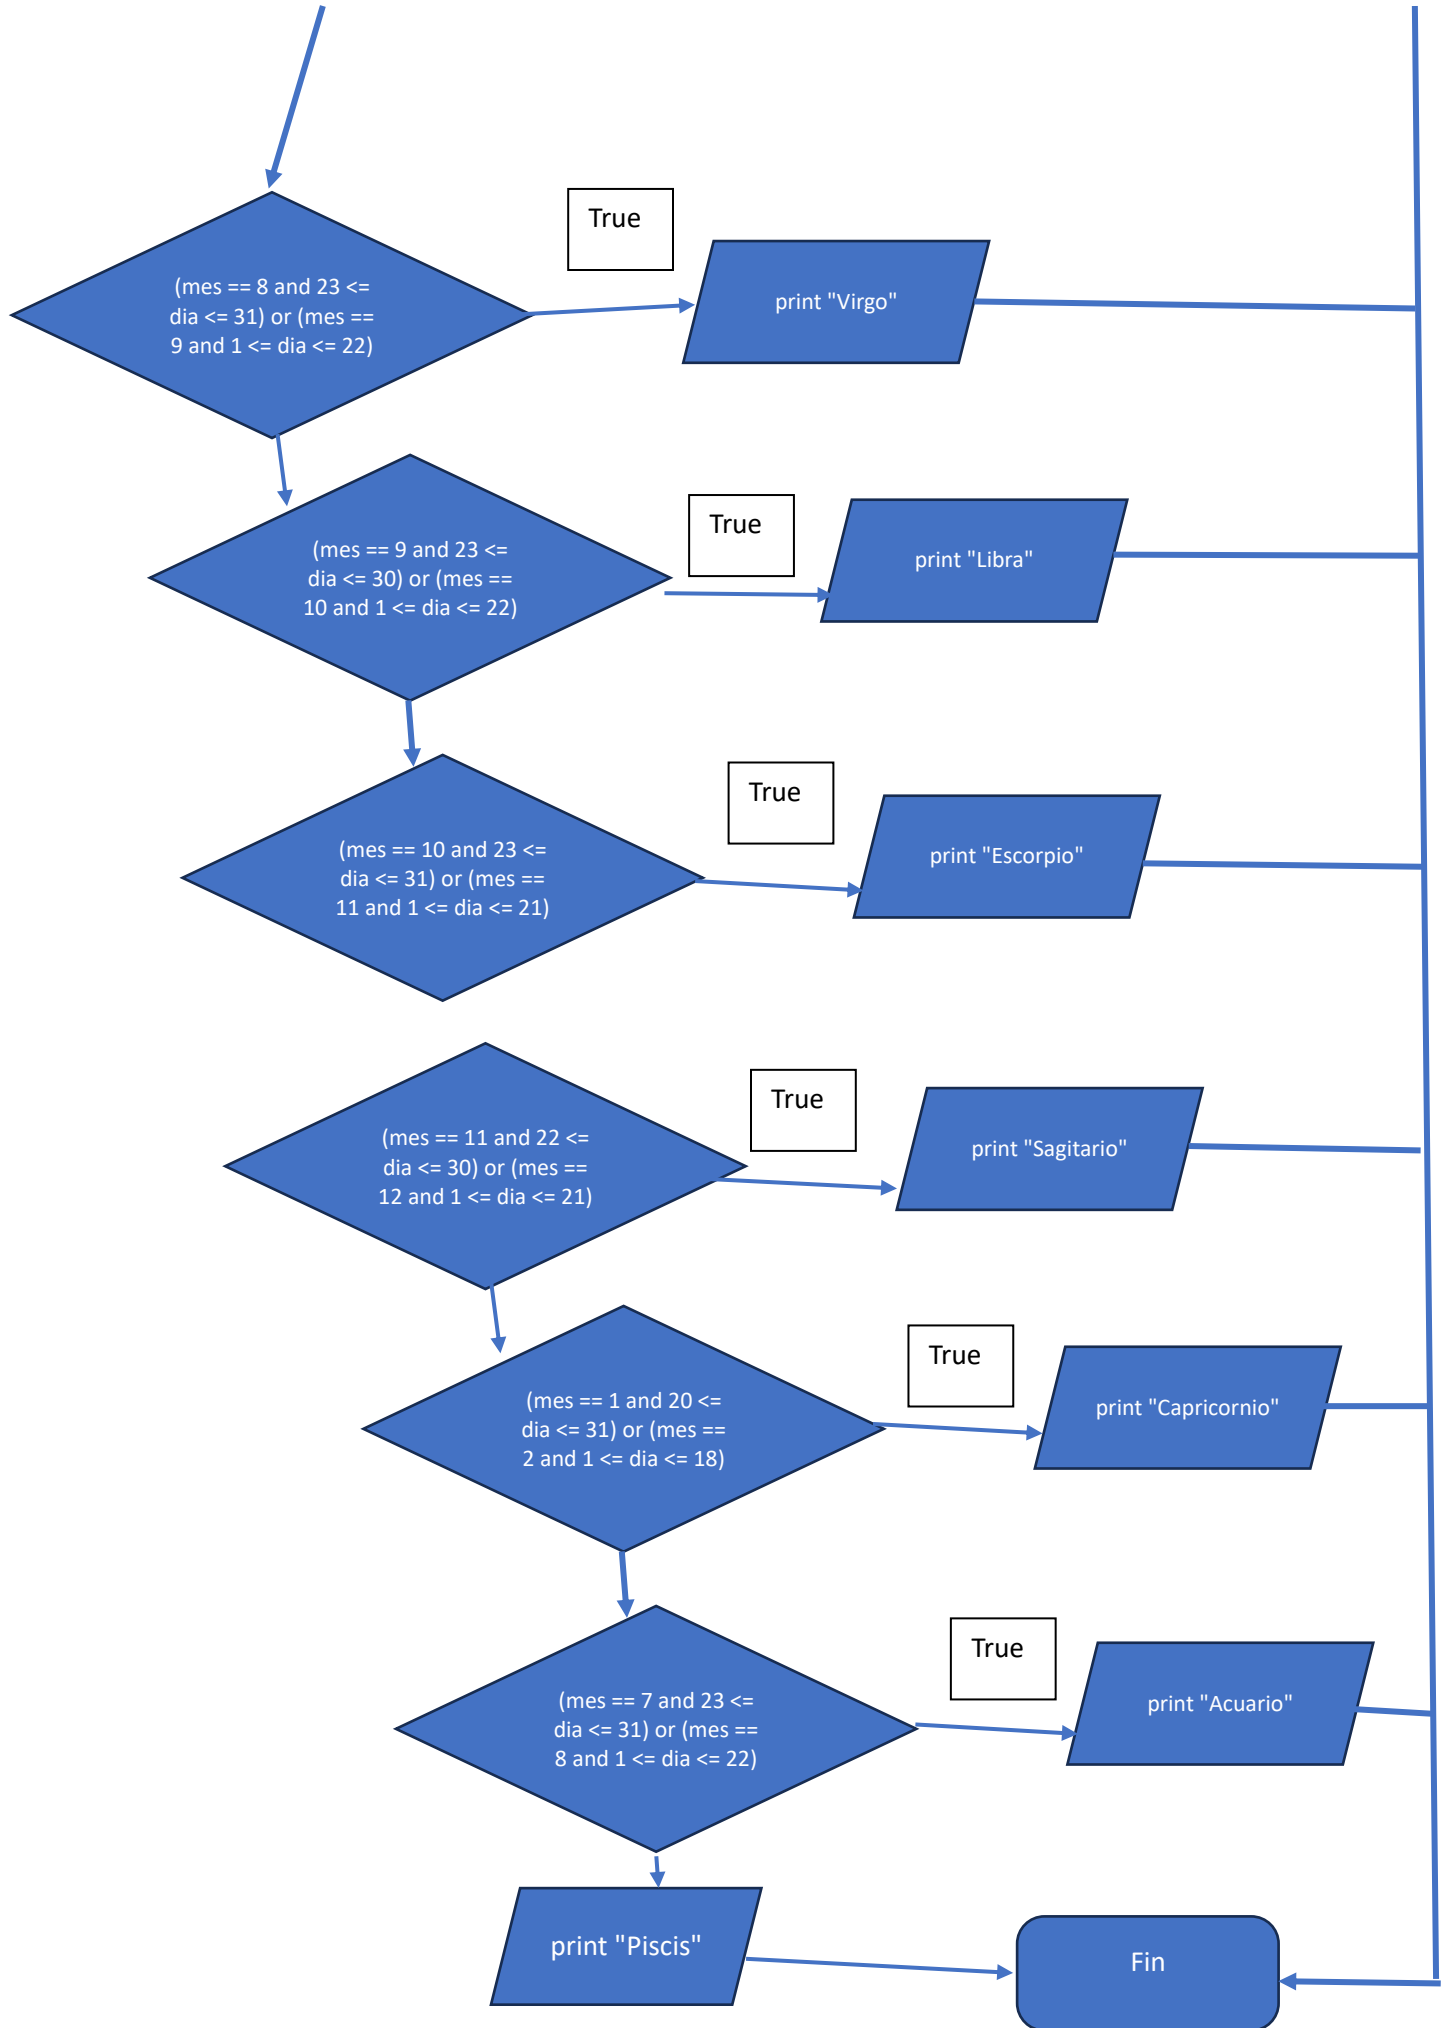 True
(mes == 8 and 23 <=
dia <= 31) or (mes ==
9 and 1 <= dia <= 22)
print "Virgo"
True
(mes == 9 and 23 <=
dia <= 30) or (mes ==
10 and 1 <= dia <= 22)
print "Libra"
True
(mes == 10 and 23 <=
dia <= 31) or (mes ==
11 and 1 <= dia <= 21)
print "Escorpio"
True
(mes == 11 and 22 <=
dia <= 30) or (mes ==
12 and 1 <= dia <= 21)
print "Sagitario"
True
(mes == 1 and 20 <=
dia <= 31) or (mes ==
2 and 1 <= dia <= 18)
print "Capricornio"
True
(mes == 7 and 23 <=
dia <= 31) or (mes ==
8 and 1 <= dia <= 22)
print "Acuario"
print "Piscis"
Fin